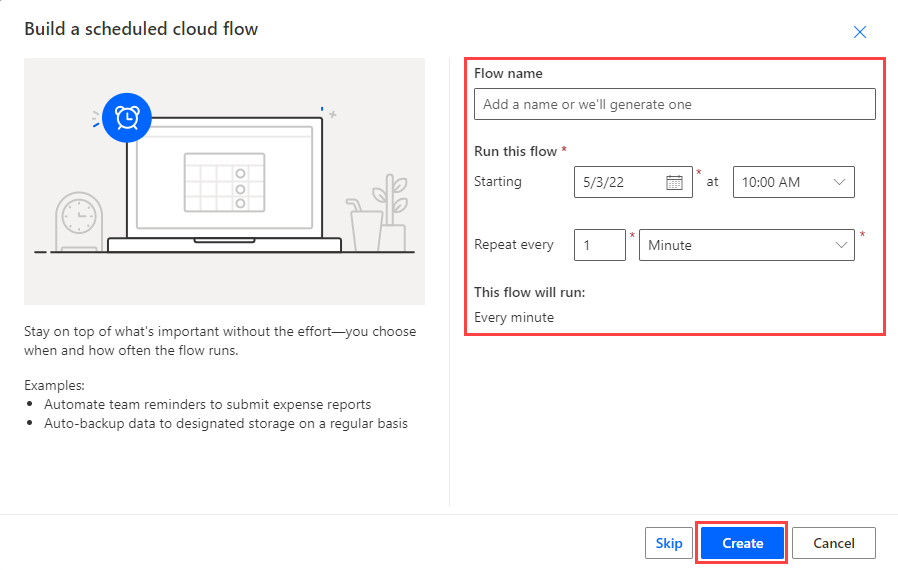 Build a scheduled cloud flow
Flow name
Add a name or we'll generate one
Run this flow *
Starting
5/3/22
*
at
10:00 AM
Repeat every
1
*
Minute
*
This flow will run:
Every minute
Stay on top of what's important without the effort—you choose
when and how often the flow runs.
Examples:
• Automate team reminders to submit expense reports
• Auto-backup data to designated storage on a regular basis
Skip
Create
Cancel